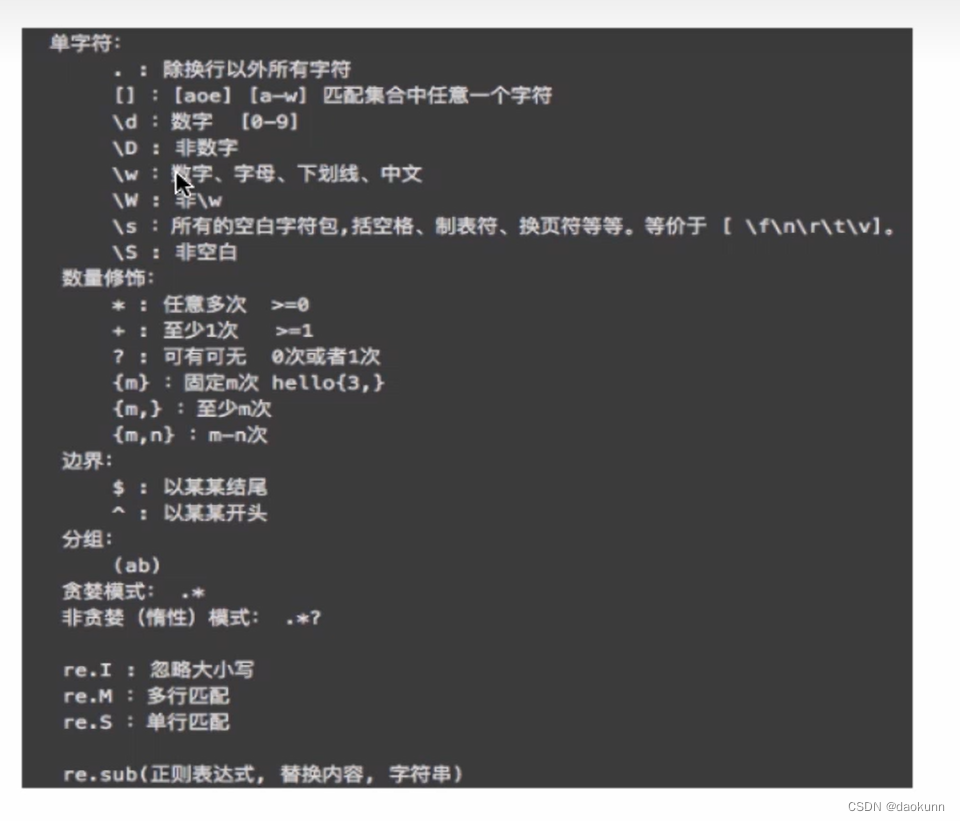 单字符:
. : 除换行以外所有字符
[] : [aoe] [a-w] 匹配集合中任意一个字符
\d : 数字 [0-9]
\D : 非数字
\w : 数字、字母、下划线、中文
\W : 非\w
\s : 所有的空白字符包,括空格、制表符、换页符等等。等价于 [ \f\n\r\t\v]。
\S : 非空白
数量修饰:
* : 任意多次 >=0
+ : 至少1次 >=1
? : 可有可无 0次或者1次
{m} : 固定m次 hello{3,}
{m,} : 至少m次
{m,n} : m-n次
边界:
$ : 以某某结尾
^ : 以某某开头
分组:
(ab)
贪婪模式: .*
非贪婪（惰性）模式: .*?
re.I : 忽略大小写
re.M : 多行匹配
re.S : 单行匹配
re.sub(正则表达式, 替换内容, 字符串)
CSDN @daokunn